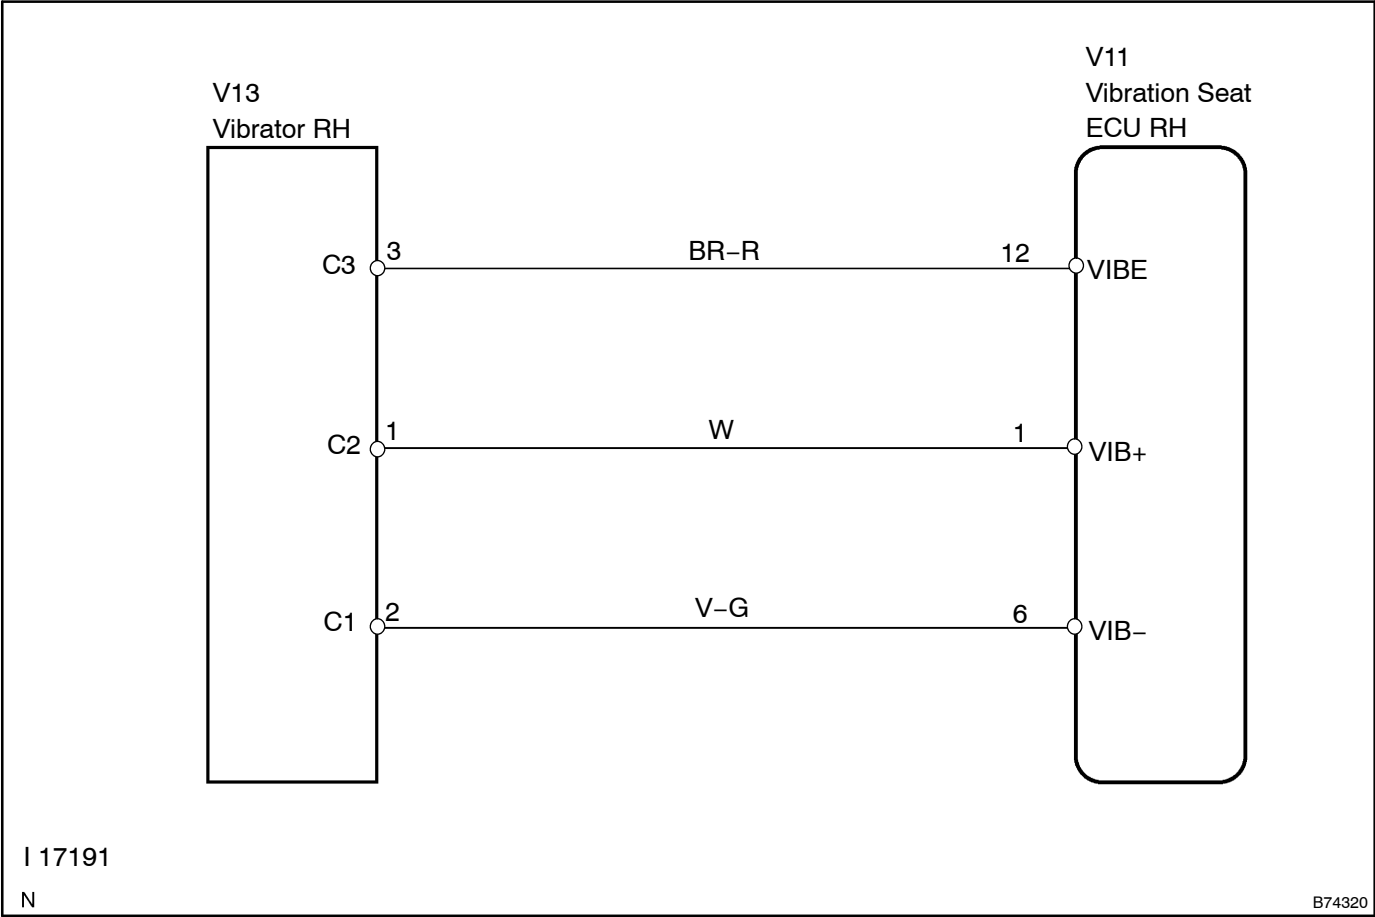 V11
V13
Vibration Seat
Vibrator RH
ECU RH
C3 3 BR−R 12 VIBE
C2 1 W 1 VIB+
C1 2 V−G 6 VIB−
I 17191
N
B74320